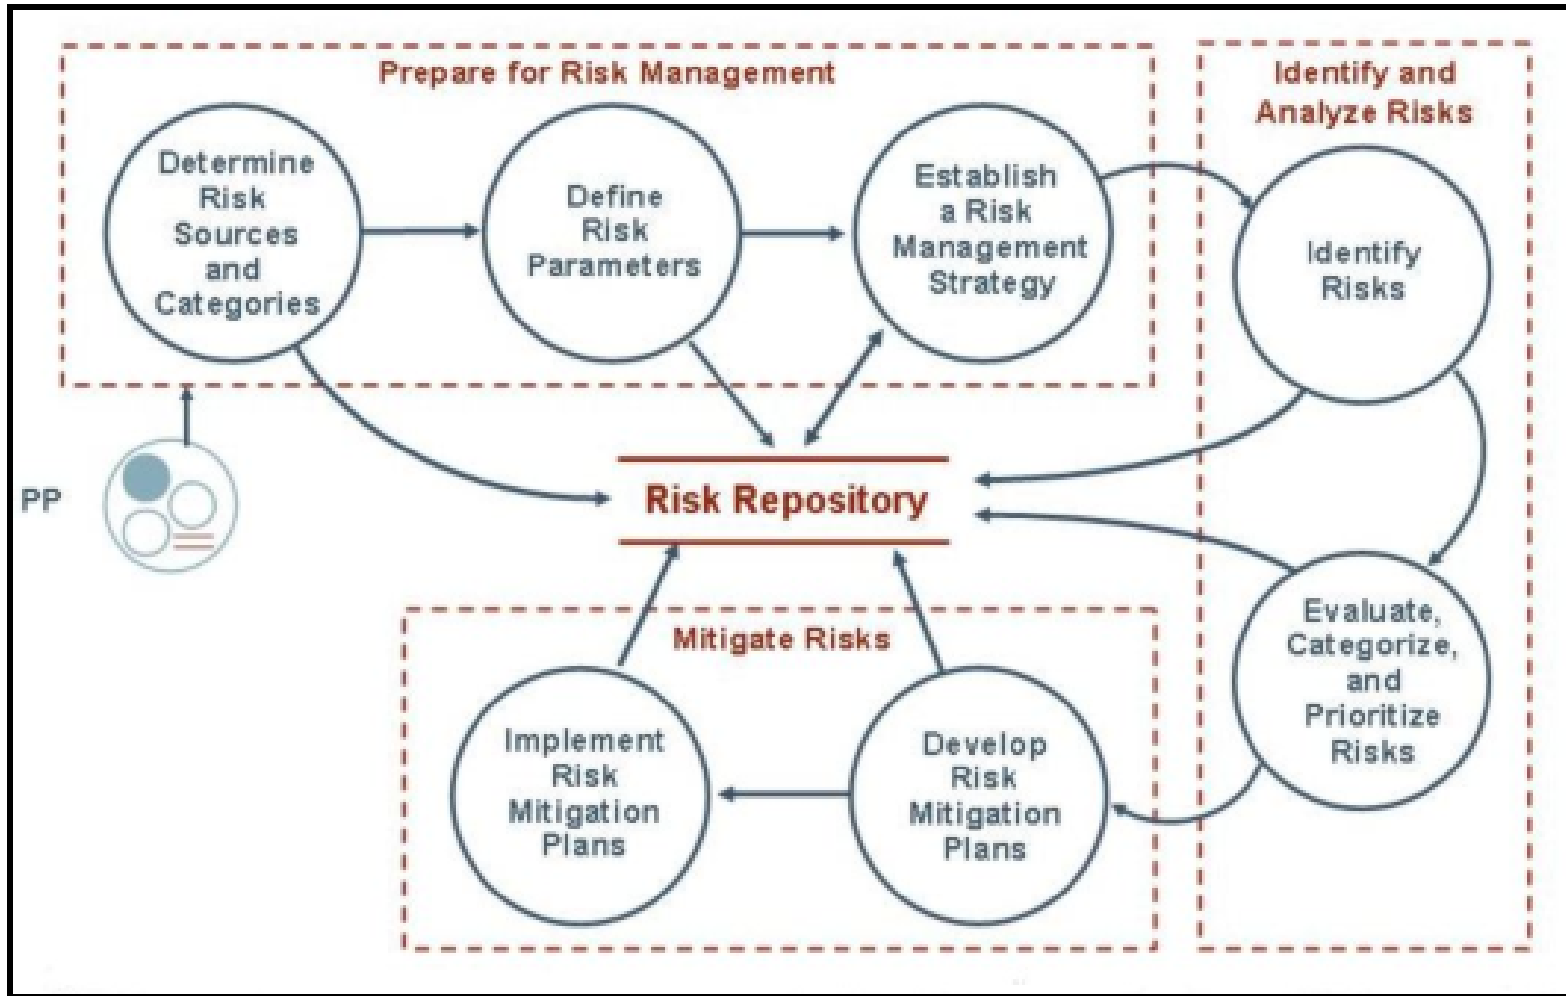 Prepare for Risk Management
Identify and
Analyze Risks
Determine
Risk
Sources
and
Categories
Define
Risk
Parameters
Establish
a Risk
Management
Strategy
Identify
Risks
PP
Risk Repository
Mitigate Risks
Evaluate,
Categorize,
and
Prioritize
Risks
Implement
Risk
Mitigation
Plans
Develop
Risk
Mitigation
Plans